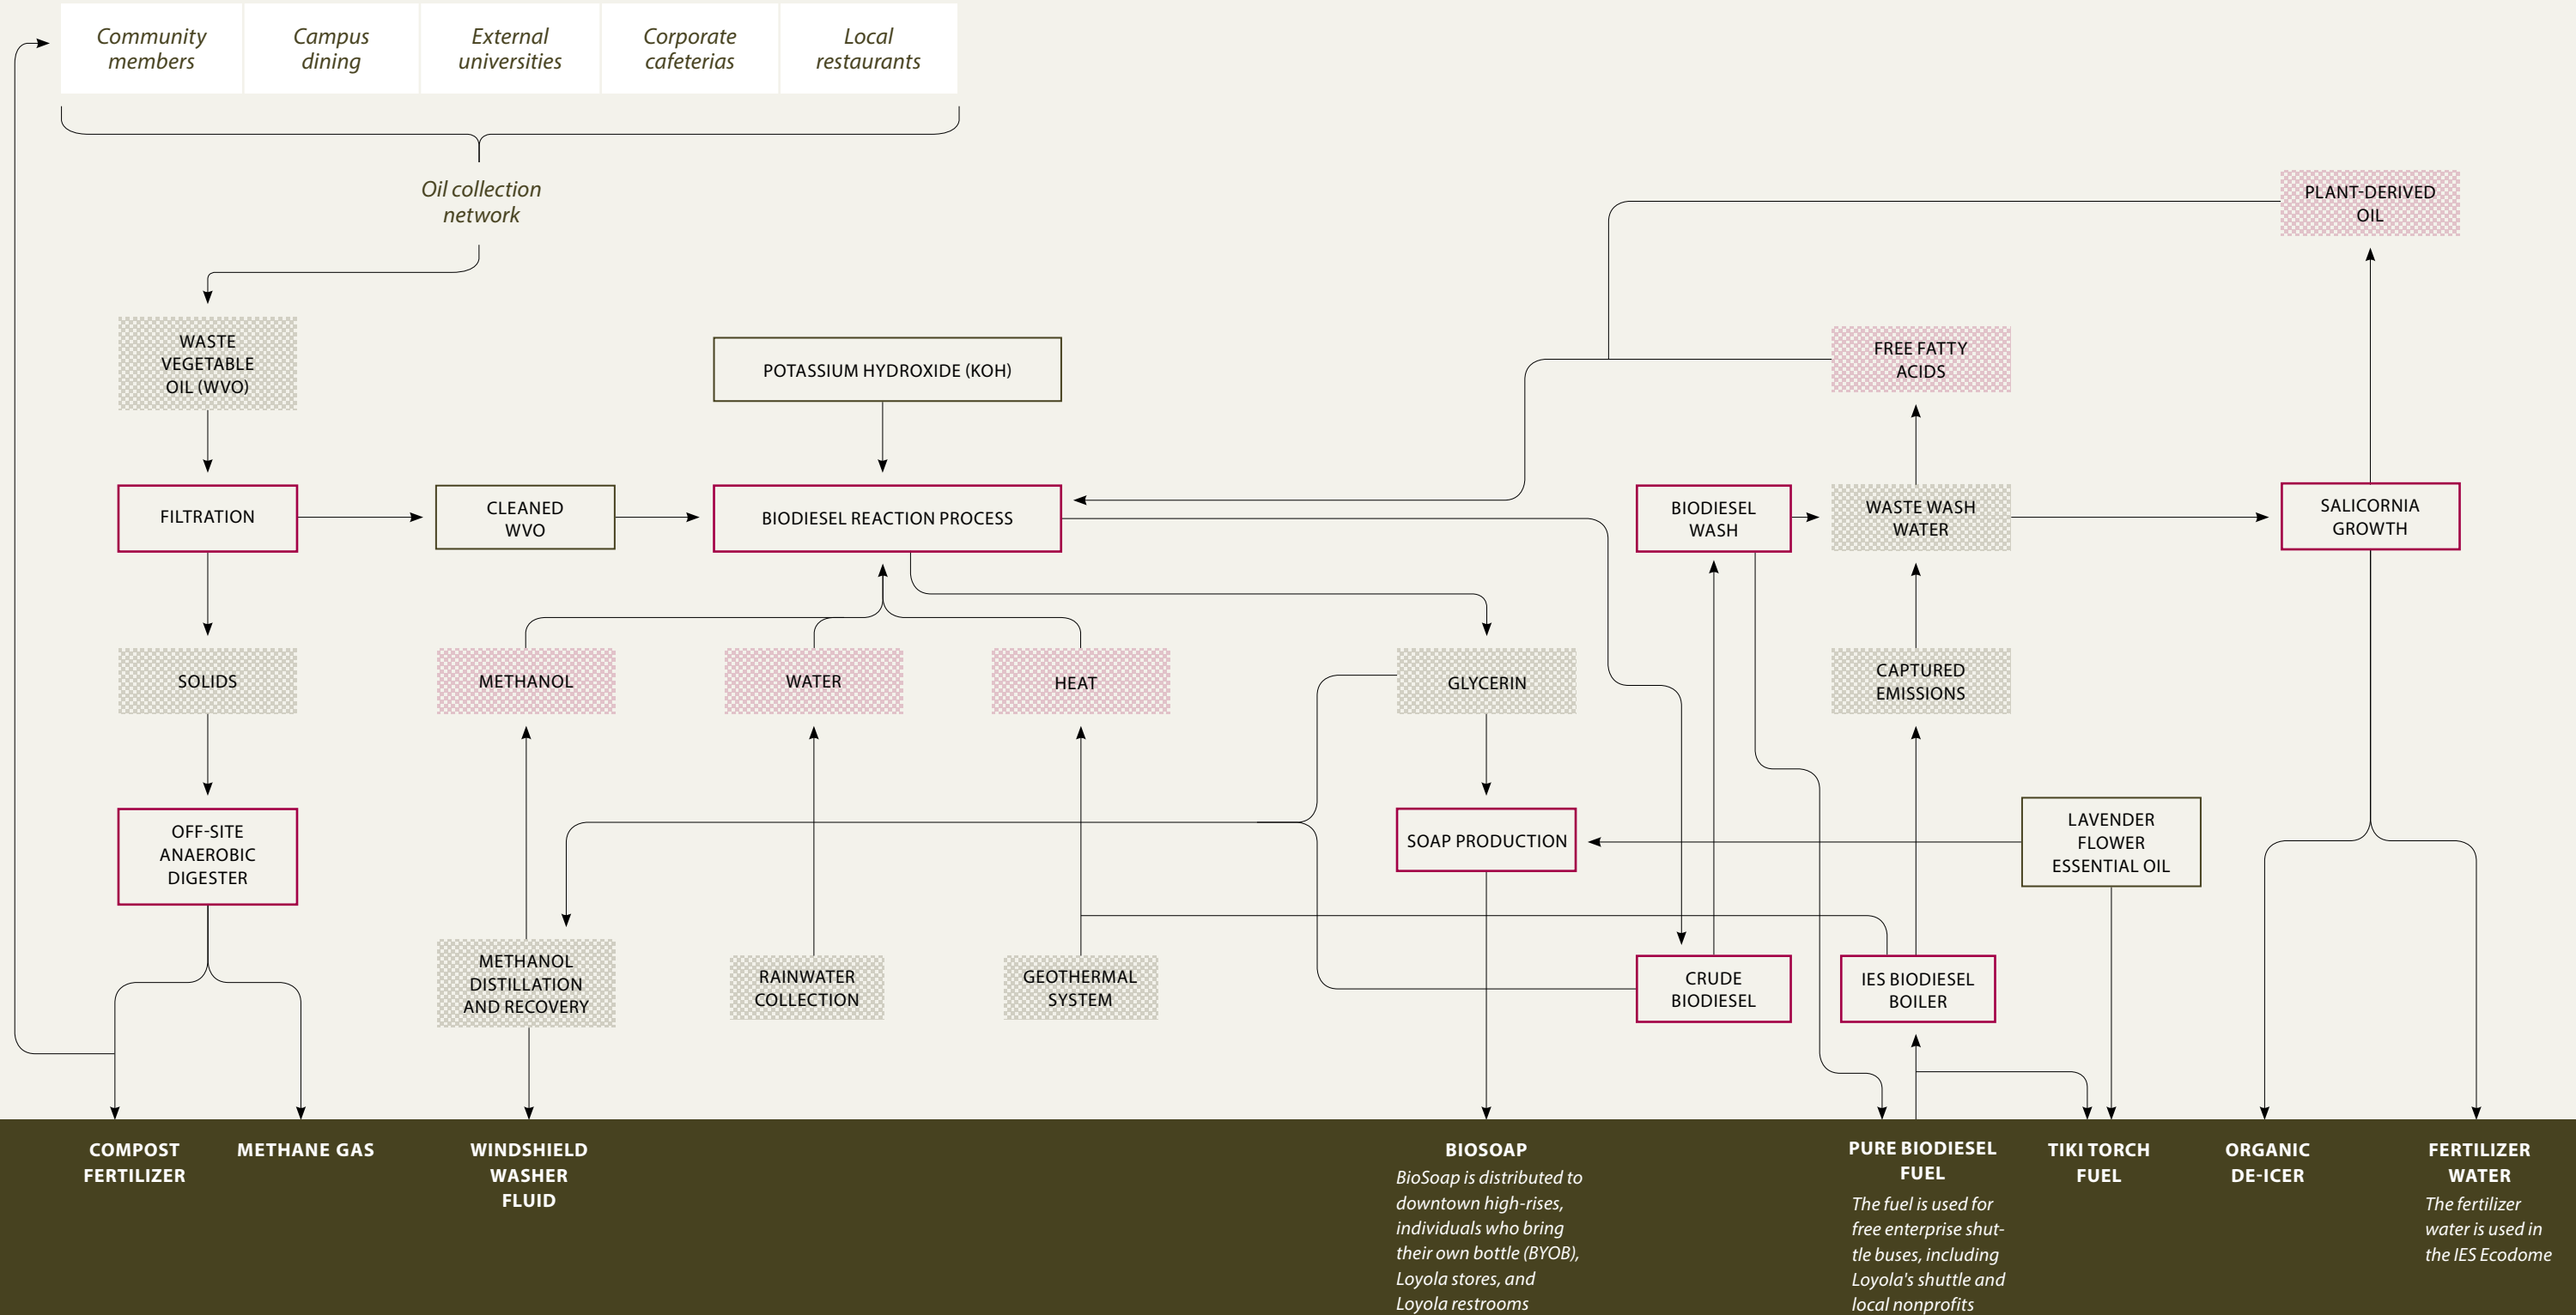 Community
members
Campus
dining
External
universities
Corporate
cafeterias
Local
restaurants
Oil collection
network
PLANT-DERIVED
OIL
WASTE
VEGETABLE
OIL (WVO)
POTASSIUM HYDROXIDE (KOH)
FREE FATTY
ACIDS
FILTRATION
CLEANED
WVO
BIODIESEL REACTION PROCESS
BIODIESEL
WASH
WASTE WASH
WATER
SALICORNIA
GROWTH
SOLIDS
METHANOL
WATER
HEAT
GLYCERIN
CAPTURED
EMISSIONS
OFF-SITE
ANAEROBIC
DIGESTER
SOAP PRODUCTION
LAVENDER
FLOWER
ESSENTIAL OIL
METHANOL
DISTILLATION
AND RECOVERY
RAINWATER
COLLECTION
GEOTHERMAL
SYSTEM
CRUDE
BIODIESEL
IES BIODIESEL
BOILER
COMPOST
FERTILIZER
METHANE GAS
WINDSHIELD
WASHER
FLUID
BIOSOAP
BioSoap is distributed to
downtown high-rises,
individuals who bring
their own bottle (BYOB),
Loyola stores, and
Loyola restrooms
PURE BIODIESEL
FUEL
The fuel is used for
free enterprise shut-
tle buses, including
Loyola's shuttle and
local nonprofits
TIKI TORCH
FUEL
ORGANIC
DE-ICER
FERTILIZER
WATER
The fertilizer
water is used in
the IES Ecodome